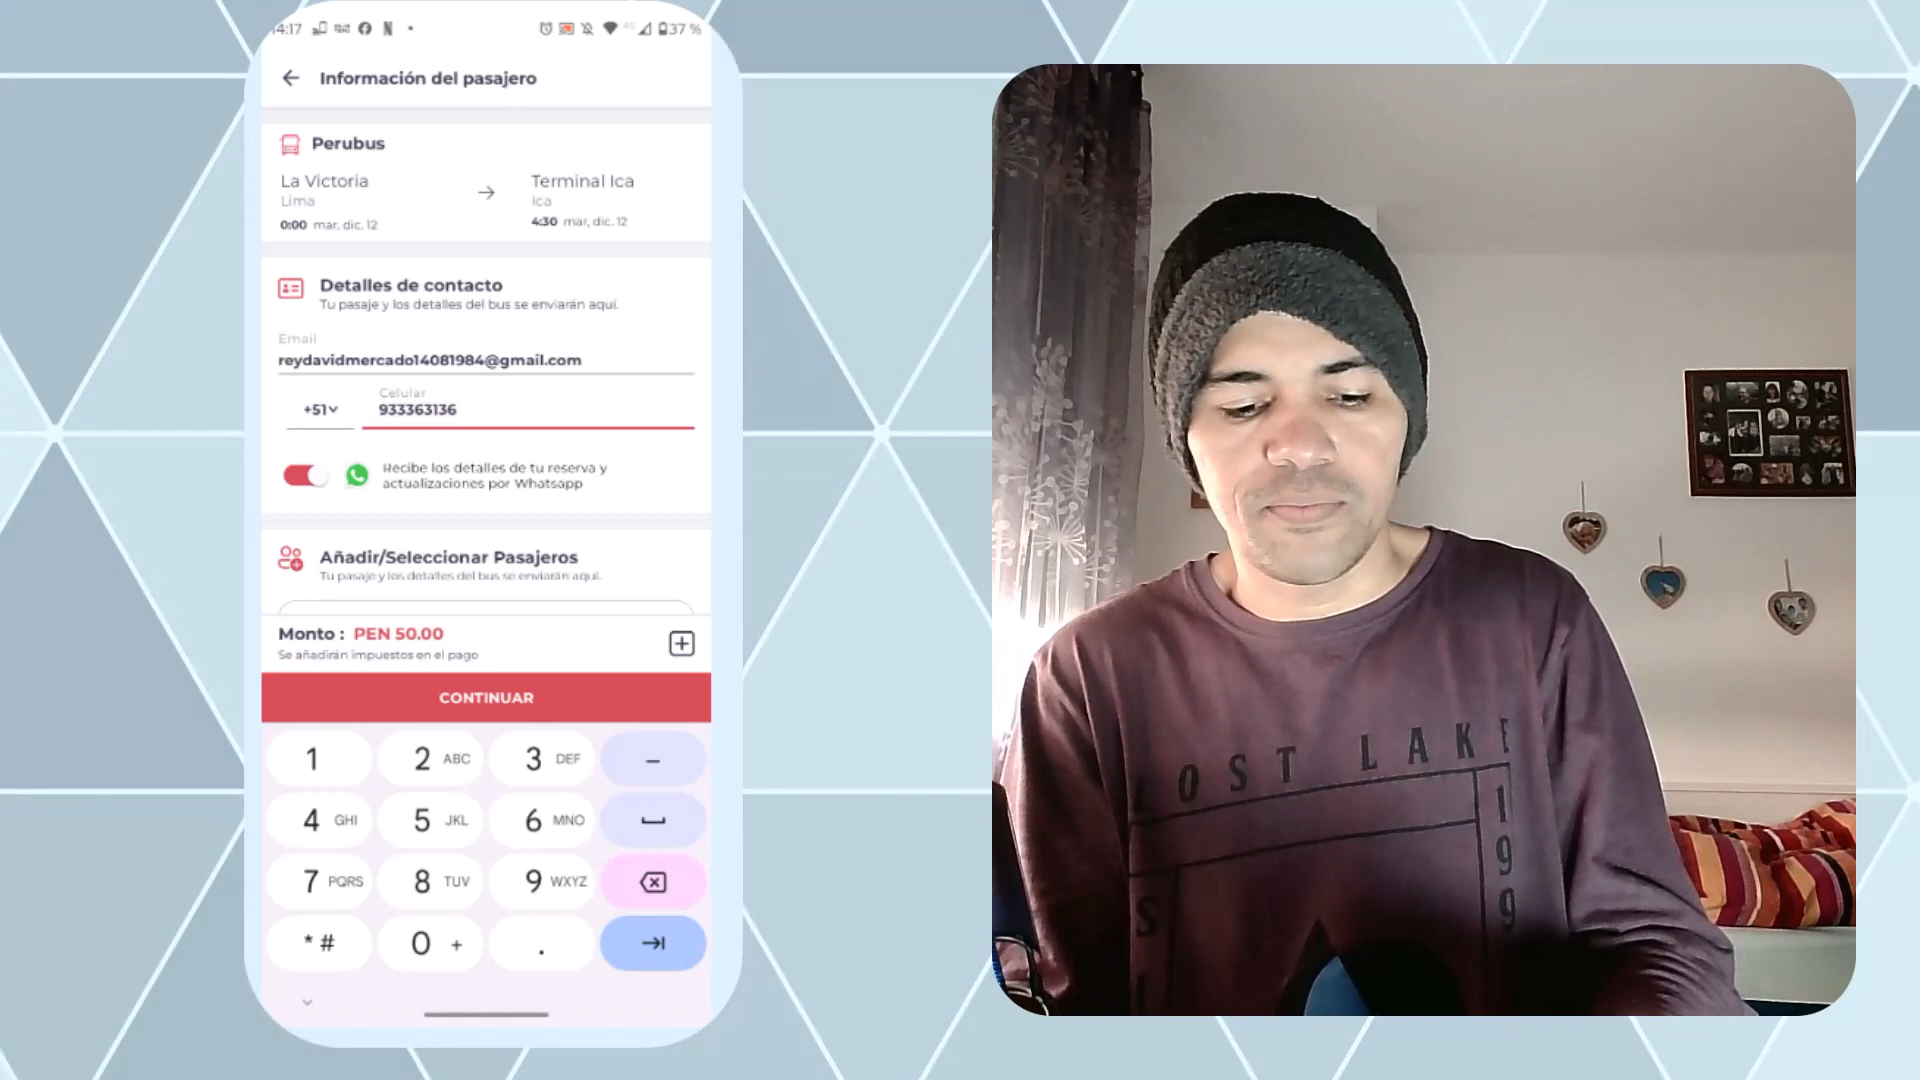 14:17
4G
37 %
Información del pasajero
Perubus
La Victoria
Lima
0:00 mar, dic. 12
Terminal Ica
Ica
4:30 mar, dic. 12
Detalles de contacto
Tu pasaje y los detalles del bus se enviarán aquí.
Email
reydavidmercado14081984@gmail.com
+51
Celular
933363136
Recibe los detalles de tu reserva y
actualizaciones por Whatsapp
Añadir/Seleccionar Pasajeros
Tu pasaje y los detalles del bus se enviarán aquí.
Monto : PEN 50.00
Se añadirán impuestos en el pago
CONTINUAR
1
2 ABC
3 DEF
–
4 GHI
5 JKL
6 MNO
7 PQRS
8 TUV
9 WXYZ
* #
0 +
.
LOST LAKE
199